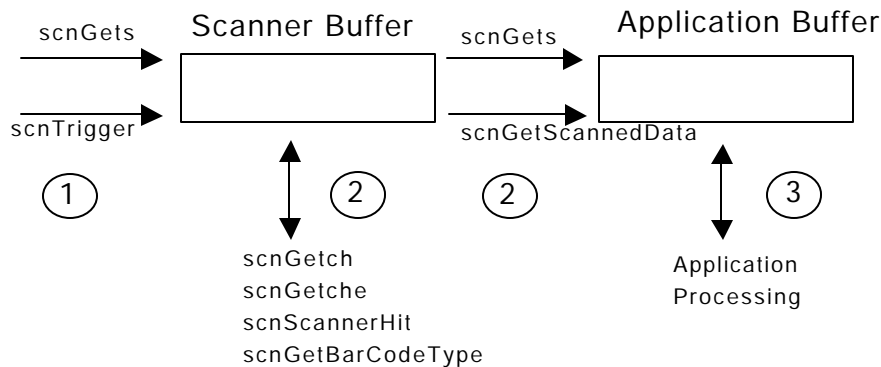 scnGets
Scanner Buffer
scnGets
Application Buffer
scnTrigger
scnGetScannedData
1
2
2
3
scnGetch
scnGetche
scnScannerHit
scnGetBarCodeType
Application
Processing